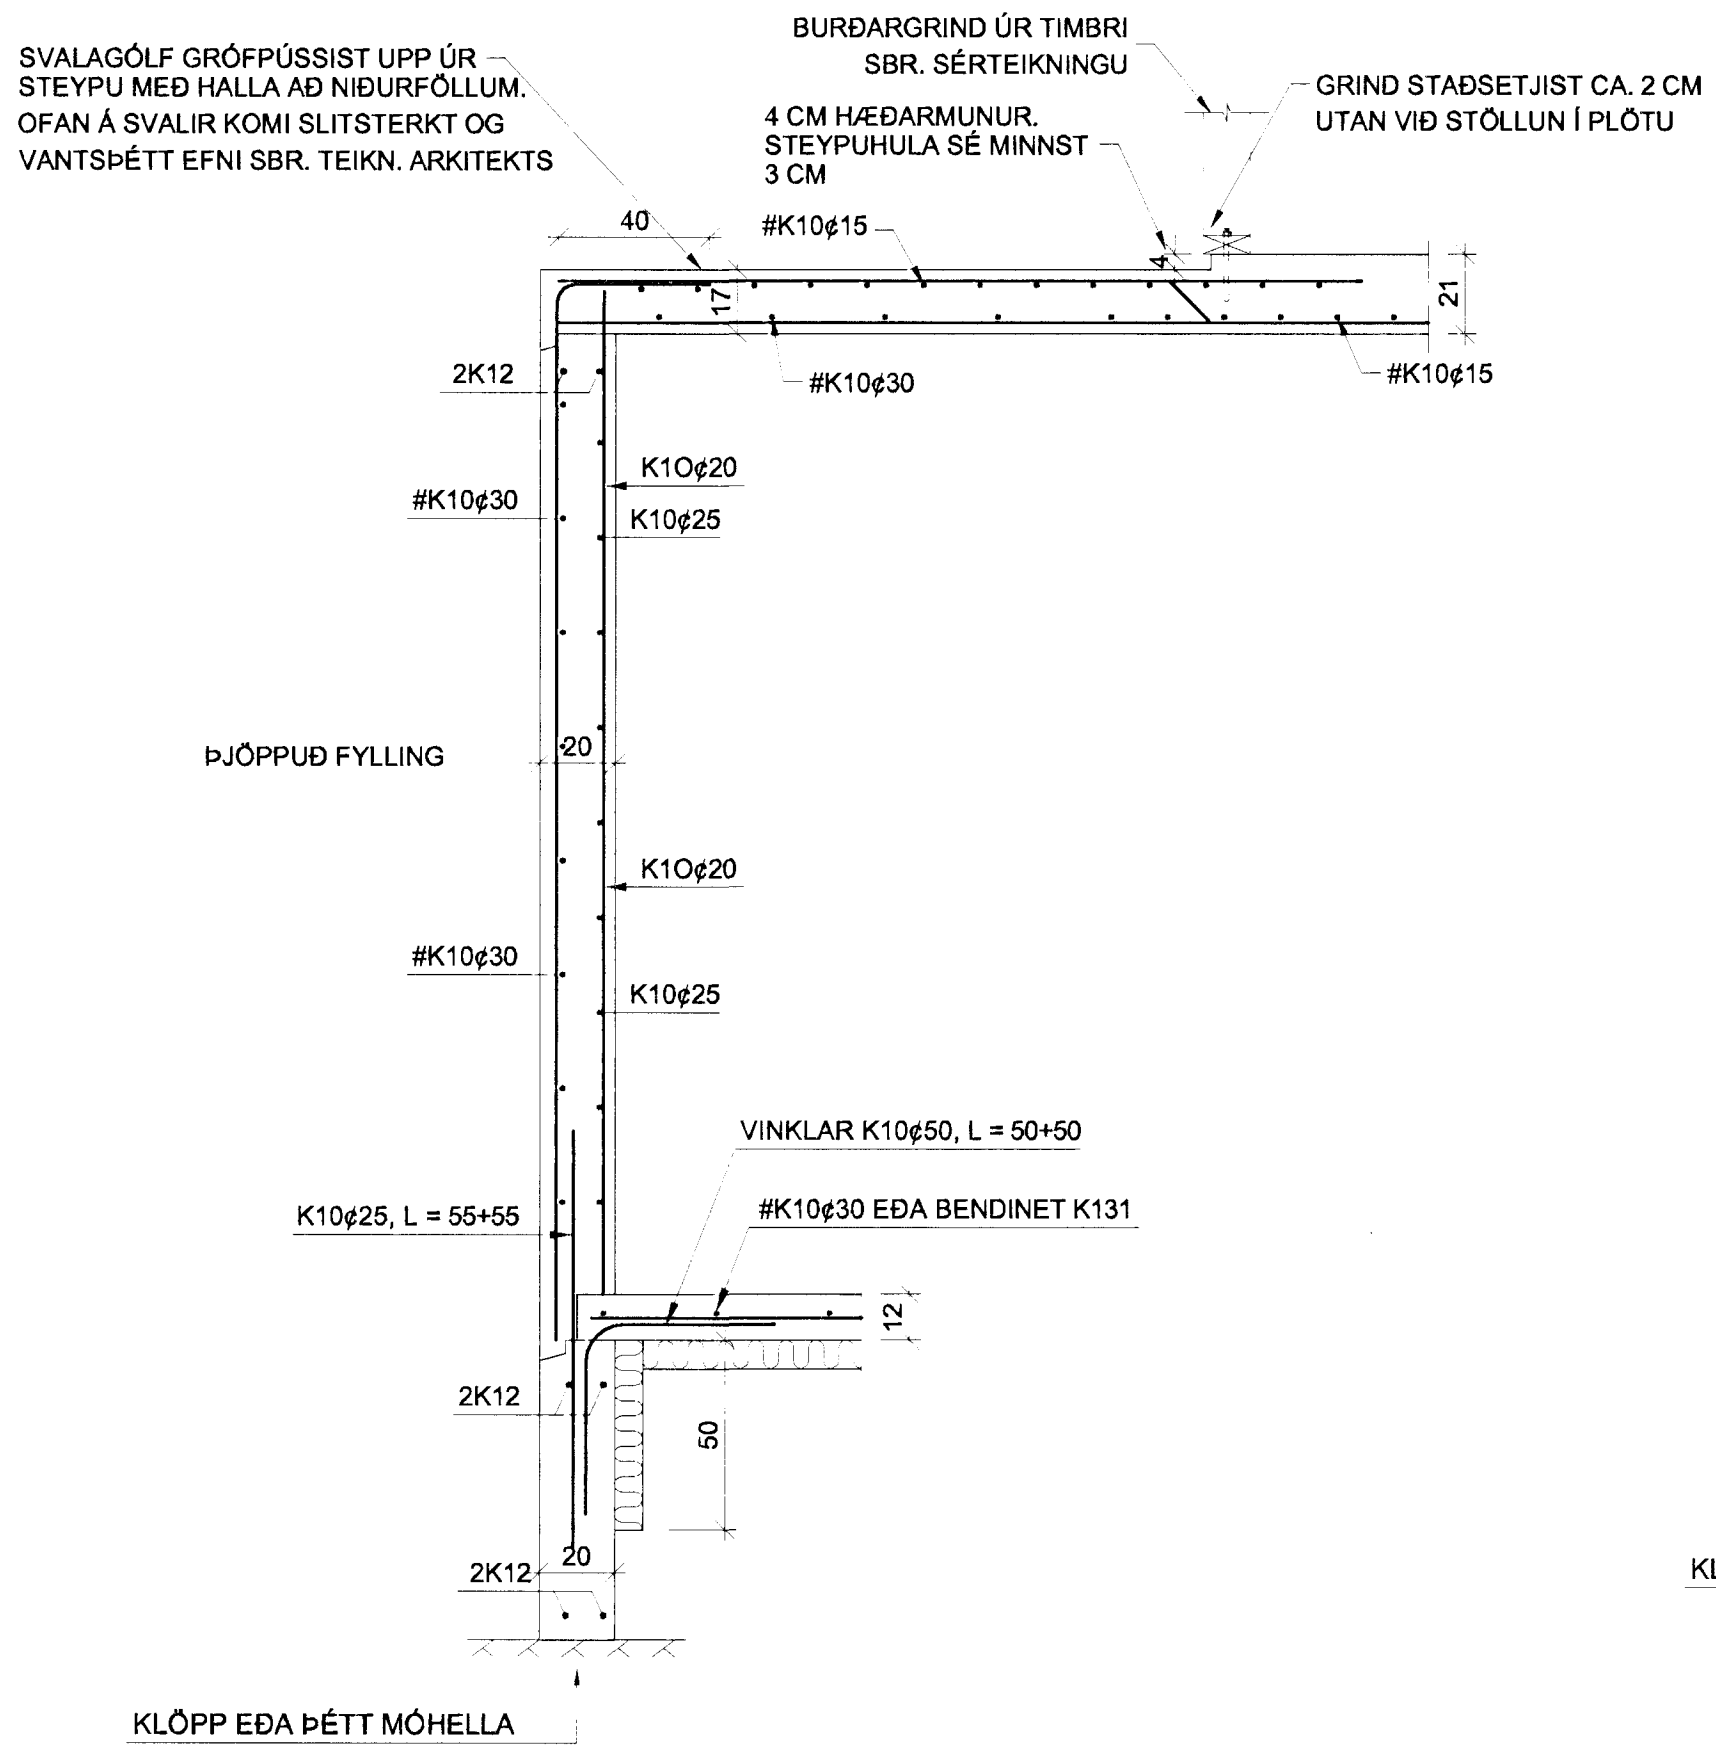 SVALAGÓLF GRÓFPÚSSIST UPP ÚR
STEYPU MEÐ HALLA AÐ NIÐURFÖLLUM.
OFAN Á SVALIR KOMI SLITSTERKT OG
VANTSÞÉTT EFNI SBR. TEIKN. ARKITEKTS
BURÐARGRIND ÚR TIMBRI
SBR. SÉRTEIKNINGU
GRIND STAÐSETJIST CA. 2 CM
UTAN VIÐ STÖLLUN Í PLÖTU
4 CM HÆÐARMUNUR.
STEYPUHULA SÉ MINNST
3 CM
40
#K10¢15
4
17
21
2K12
#K10¢30
#K10¢15
K1O¢20
#K10¢30
K10¢25
ÞJÖPPUÐ FYLLING
20
K1O¢20
#K10¢30
K10¢25
VINKLAR K10¢50, L = 50+50
K10¢25, L = 55+55
#K10¢30 EÐA BENDINET K131
12
2K12
50
20
2K12
KL
KLÖPP EÐA ÞÉTT MÓHELLA